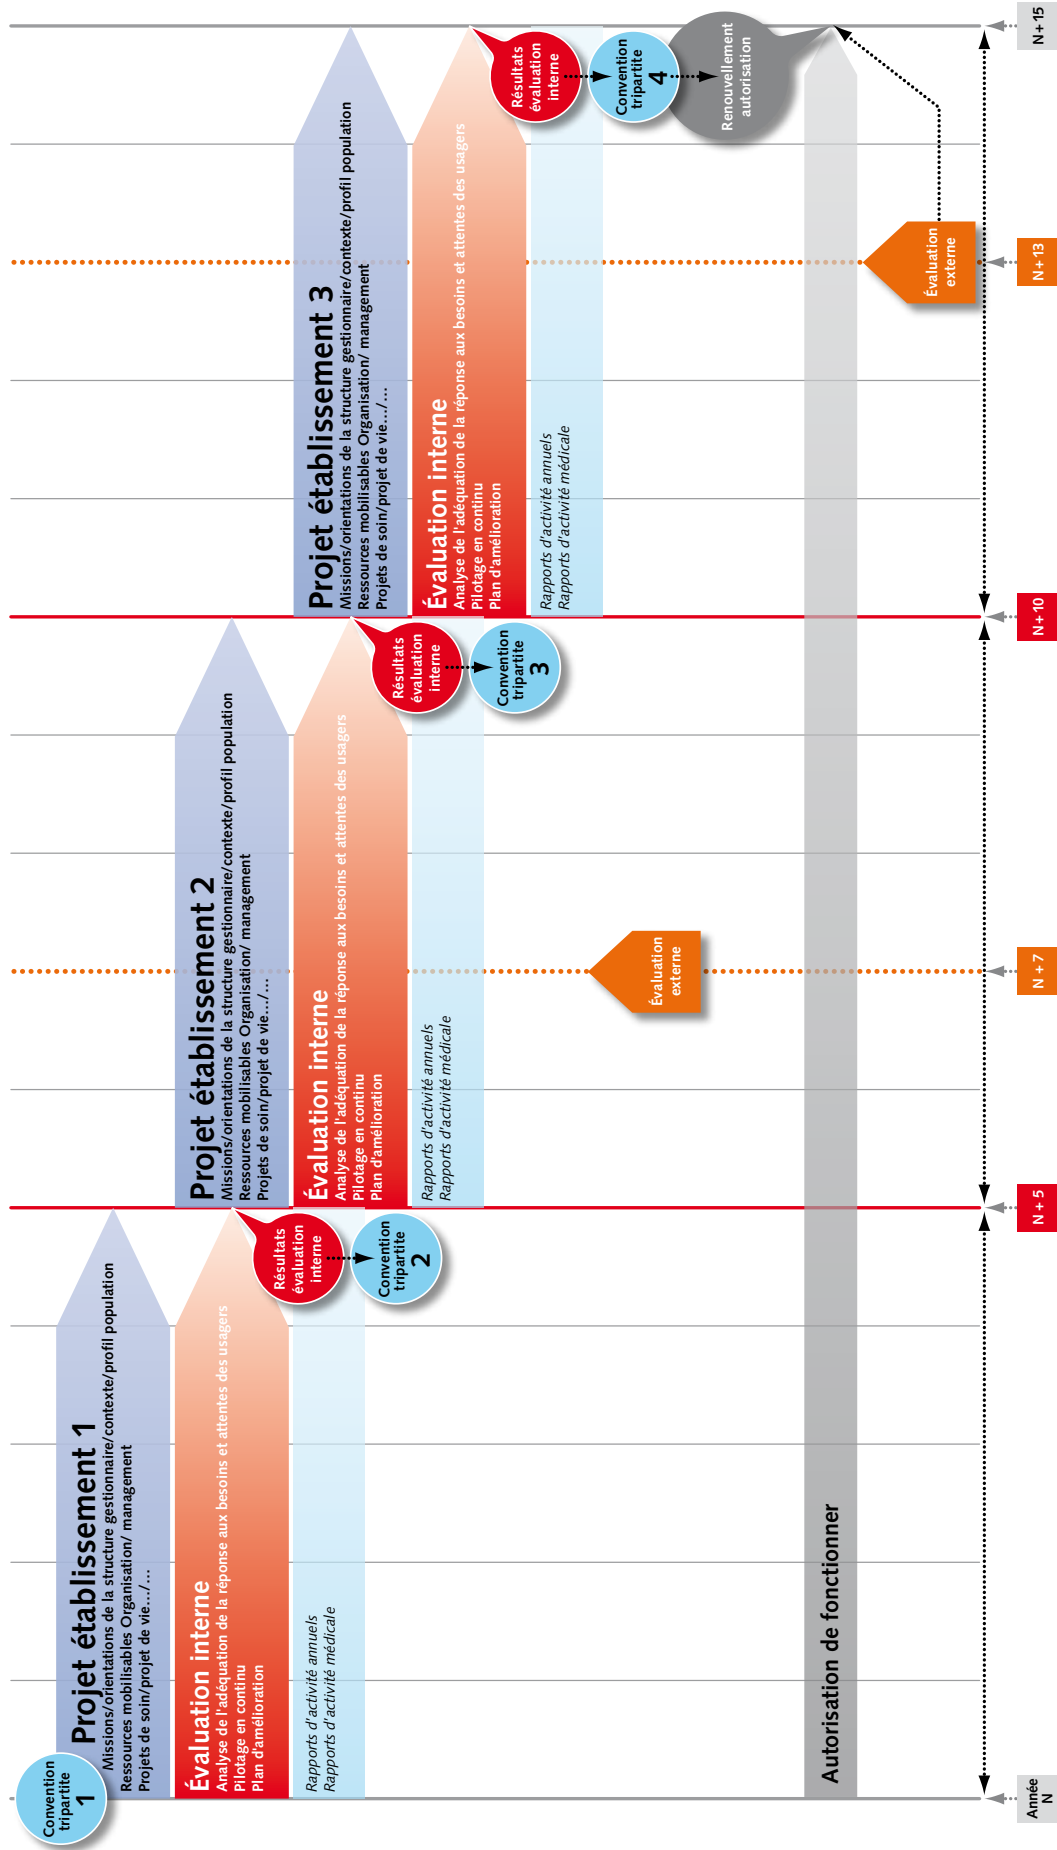 Convention
tripartite
1
Projet établissement 1
Missions/orientations de la structure gestionnaire/contexte/profil population
Ressources mobilisables Organisation/ management
Projets de soin/projet de vie.../...
Évaluation interne
Analyse de l'adéquation de la réponse aux besoins et attentes des usagers
Pilotage en continu
Plan d'amélioration
Rapports d'activité annuels
Rapports d'activité médicale
Résultats
évaluation
interne
Convention
tripartite
2
Projet établissement 2
Missions/orientations de la structure gestionnaire/contexte/profil population
Ressources mobilisables Organisation/ management
Projets de soin/projet de vie.../...
Évaluation interne
Analyse de l'adéquation de la réponse aux besoins et attentes des usagers
Pilotage en continu
Plan d'amélioration
Rapports d'activité annuels
Rapports d'activité médicale
Résultats
évaluation
interne
Convention
tripartite
3
Évaluation
externe
Projet établissement 3
Missions/orientations de la structure gestionnaire/contexte/profil population
Ressources mobilisables Organisation/ management
Projets de soin/projet de vie.../...
Évaluation interne
Analyse de l'adéquation de la réponse aux besoins et attentes des usagers
Pilotage en continu
Plan d'amélioration
Rapports d'activité annuels
Rapports d'activité médicale
Résultats
évaluation
interne
Convention
tripartite
4
Renouvellement
autorisation
Autorisation de fonctionner
Évaluation
externe
Année
N
N + 5
N + 7
N + 10
N + 13
N + 15